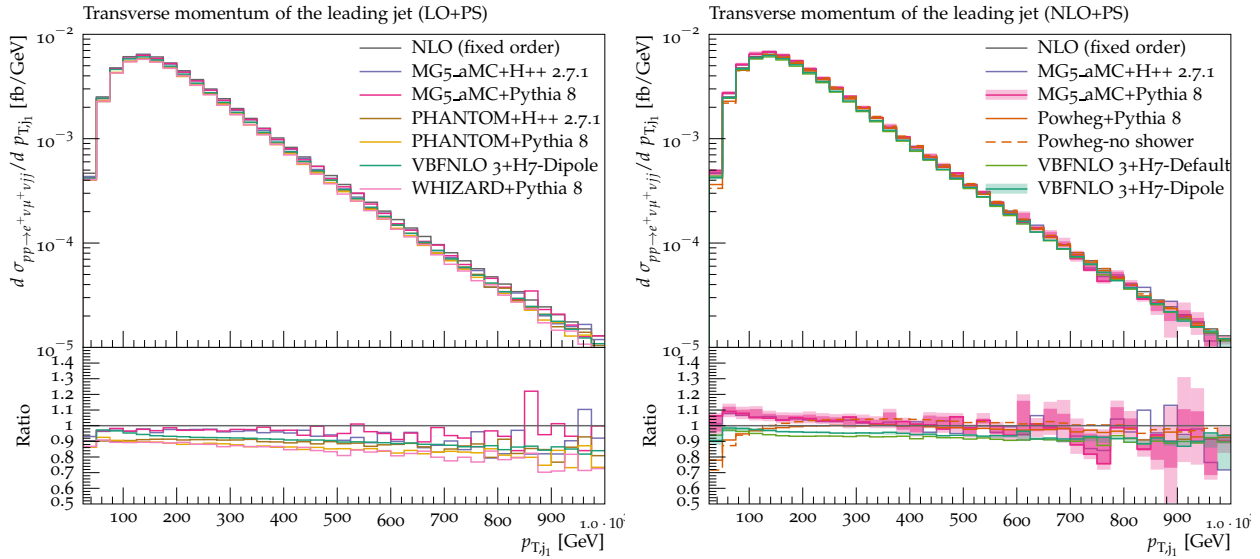 Transverse momentum of the leading jet (LO+PS)
10⁻²
10⁻³
10⁻⁴
10⁻⁵
d σ_{pp→e⁺νμ⁺νjj}/d p_{T,j₁} [fb/GeV]
NLO (fixed order)
MG5_aMC+H++ 2.7.1
MG5_aMC+Pythia 8
PHANTOM+H++ 2.7.1
PHANTOM+Pythia 8
VBFNLO 3+H7-Dipole
WHIZARD+Pythia 8
Ratio
1.4
1.3
1.2
1.1
1
0.9
0.8
0.7
0.6
0.5
100 200 300 400 500 600 700 800 900 1.0 ·
p_{T,j₁} [GeV]
Transverse momentum of the leading jet (NLO+PS)
10⁻²
10⁻³
10⁻⁴
10⁻⁵
d σ_{pp→e⁺νμ⁺νjj}/d p_{T,j₁} [fb/GeV]
NLO (fixed order)
MG5_aMC+H++ 2.7.1
MG5_aMC+Pythia 8
Powheg+Pythia 8
Powheg-no shower
VBFNLO 3+H7-Default
VBFNLO 3+H7-Dipole
Ratio
1.4
1.3
1.2
1.1
1
0.9
0.8
0.7
0.6
0.5
100 200 300 400 500 600 700 800 900 1.0 ·
p_{T,j₁} [GeV]